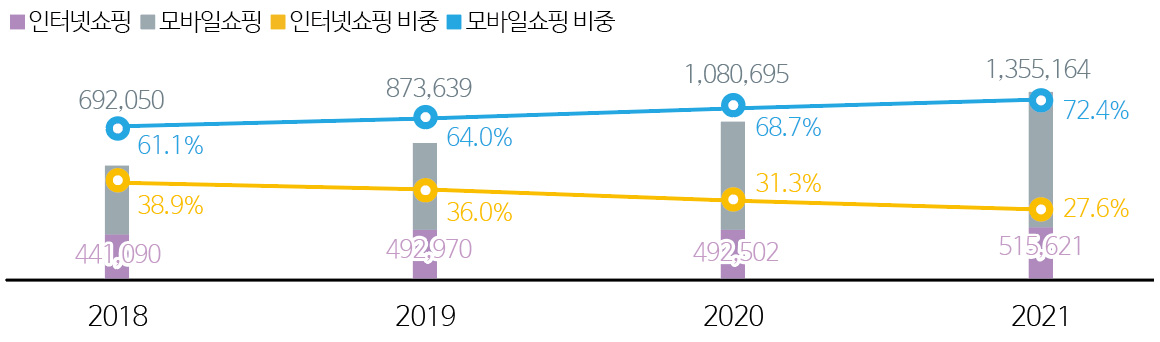 인터넷쇼핑 모바일쇼핑 인터넷쇼핑 비중 모바일쇼핑 비중
692,050 873,639 1,080,695 1,355,164
61.1% 64.0% 68.7% 72.4%
38.9% 36.0% 31.3% 27.6%
441,090 492,970 492,502 515,621
2018 2019 2020 2021